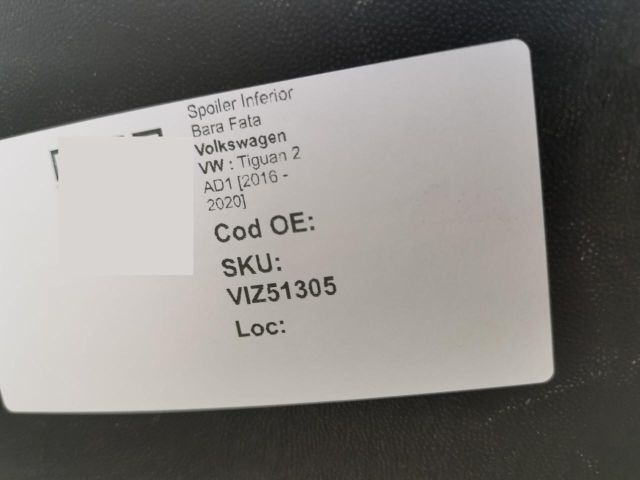 Spoiler Inferior
Bara Fata
Volkswagen
VW : Tiguan 2
AD1 [2016 -
2020]
Cod OE:
SKU:
VIZ51305
Loc: